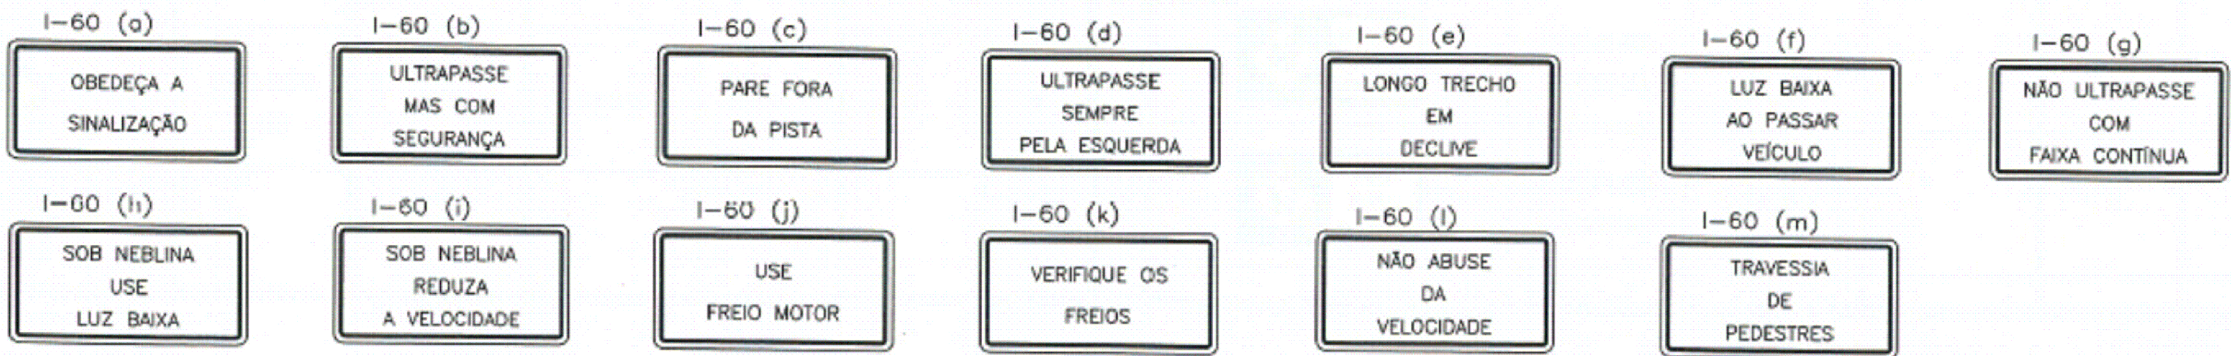 I-60 (a)
OBEDEÇA A
SINALIZAÇÃO
I-60 (b)
ULTRAPASSE
MAS COM
SEGURANÇA
I-60 (c)
PARE FORA
DA PISTA
I-60 (d)
ULTRAPASSE
SEMPRE
PELA ESQUERDA
I-60 (e)
LONGO TRECHO
EM
DECLIVE
I-60 (f)
LUZ BAIXA
AO PASSAR
VEÍCULO
I-60 (g)
NÃO ULTRAPASSE
COM
FAIXA CONTÍNUA
I-60 (h)
SOB NEBLINA
USE
LUZ BAIXA
I-60 (i)
SOB NEBLINA
REDUZA
A VELOCIDADE
I-60 (j)
USE
FREIO MOTOR
I-60 (k)
VERIFIQUE OS
FREIOS
I-60 (l)
NÃO ABUSE
DA
VELOCIDADE
I-60 (m)
TRAVESSIA
DE
PEDESTRES